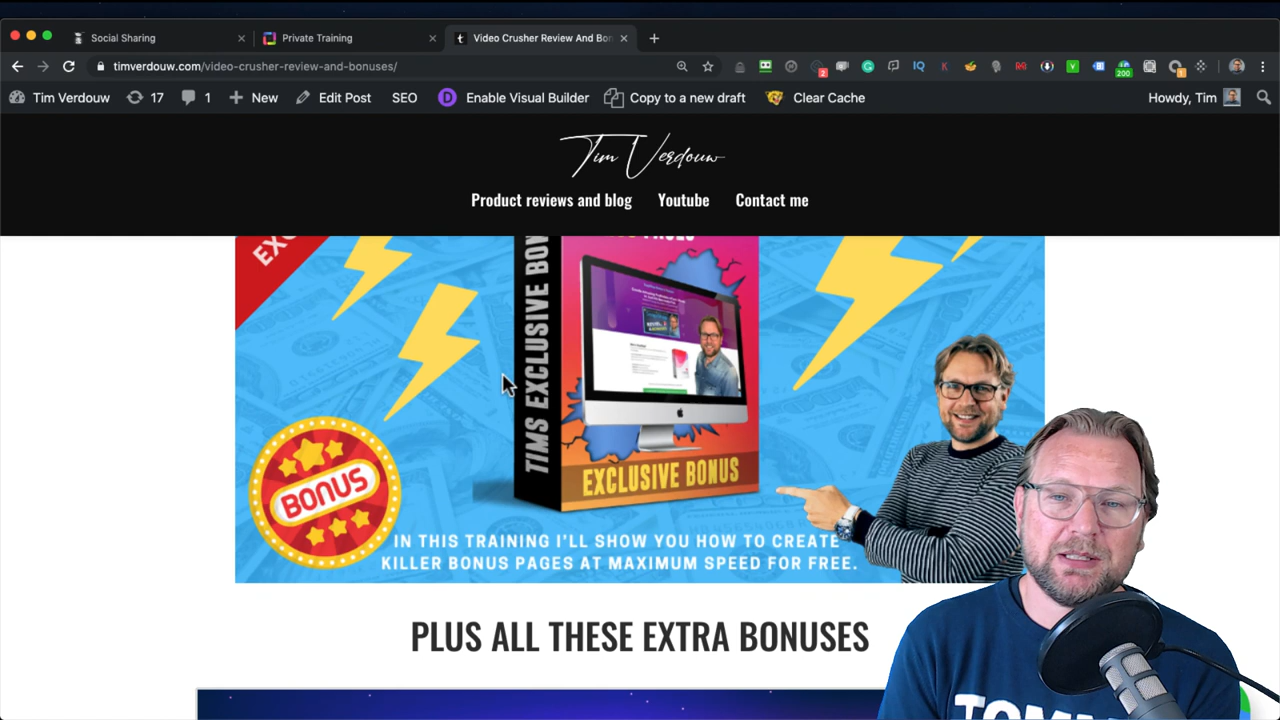 Social Sharing
Private Training
Video Crusher Review And Bon
timverdouw.com/video-crusher-review-and-bonuses/
Tim Verdouw 17 1 New Edit Post SEO Enable Visual Builder Copy to a new draft Clear Cache Howdy, Tim
Tim Verdouw
Product reviews and blog Youtube Contact me
TIMS EXCLUSIVE BON
EXCLUSIVE BONUS
BONUS
IN THIS TRAINING I'LL SHOW YOU HOW TO CREATE
KILLER BONUS PAGES AT MAXIMUM SPEED FOR FREE.
PLUS ALL THESE EXTRA BONUSES